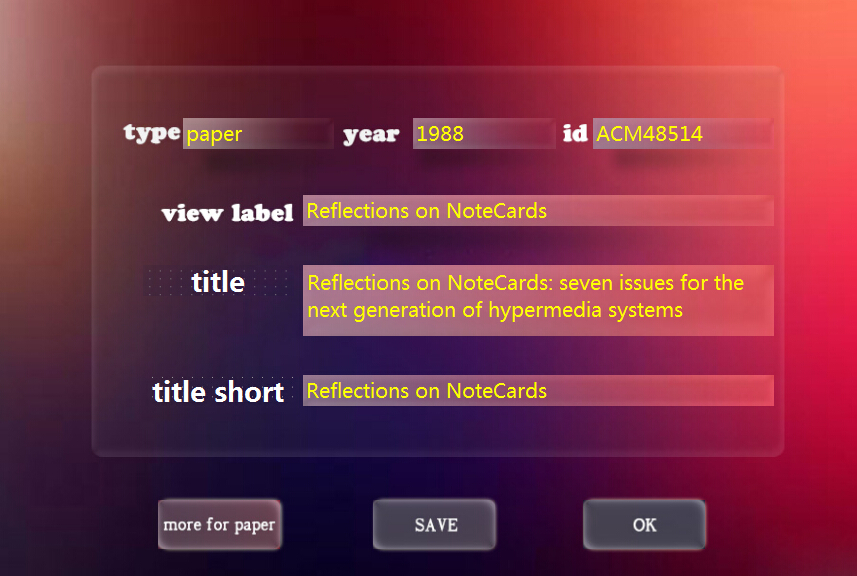 type paper year 1988 id ACM48514
view label Reflections on NoteCards
title Reflections on NoteCards: seven issues for the
next generation of hypermedia systems
title short Reflections on NoteCards
more for paper SAVE OK